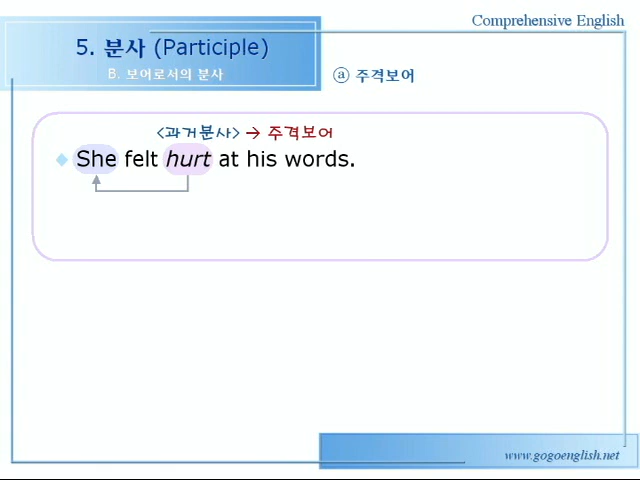 Comprehensive English
5. 분사 (Participle)
B. 보어로서의 분사
ⓐ 주격보어
<과거분사> → 주격보어
She felt hurt at his words.
www.gogoenglish.net